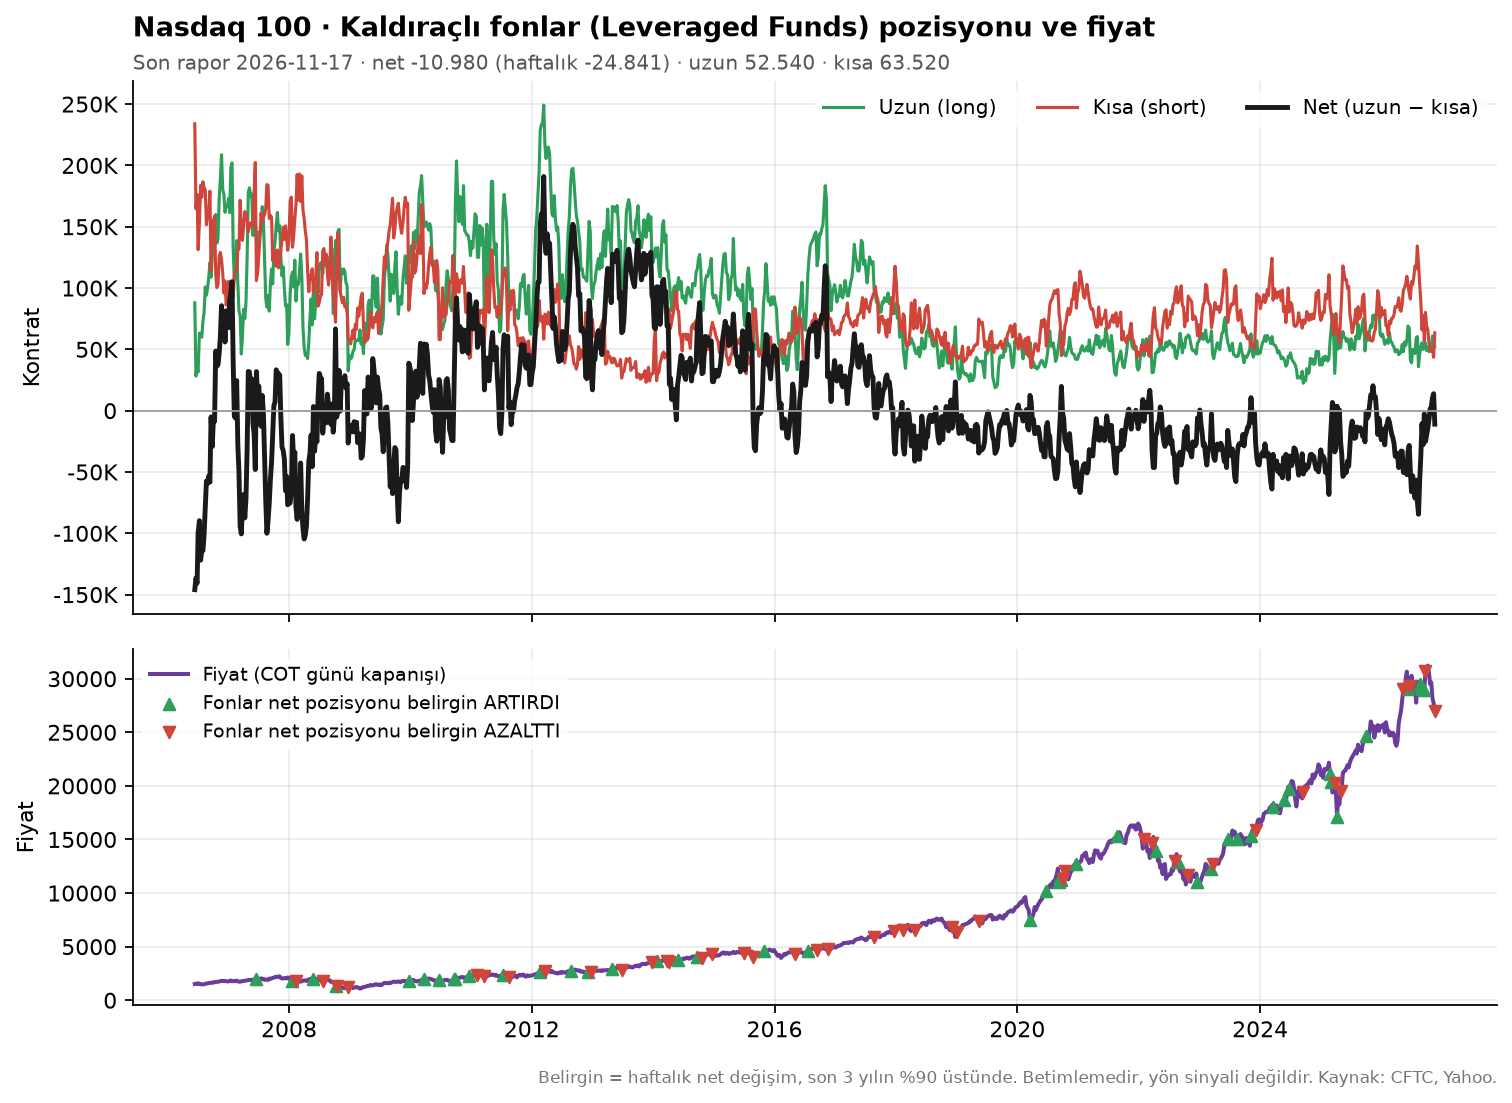 Nasdaq 100 · Kaldıraçlı fonlar (Leveraged Funds) pozisyonu ve fiyat
Son rapor 2026-11-17 · net -10.980 (haftalık -24.841) · uzun 52.540 · kısa 63.520
Uzun (long)
Kısa (short)
Net (uzun − kısa)
Kontrat
250K
200K
150K
100K
50K
0
-50K
-100K
-150K
Fiyat (COT günü kapanışı)
Fonlar net pozisyonu belirgin ARTIRDI
Fonlar net pozisyonu belirgin AZALTTI
Fiyat
30000
25000
20000
15000
10000
5000
0
2008
2012
2016
2020
2024
Belirgin = haftalık net değişim, son 3 yılın %90 üstünde. Betimlemedir, yön sinyali değildir. Kaynak: CFTC, Yahoo.